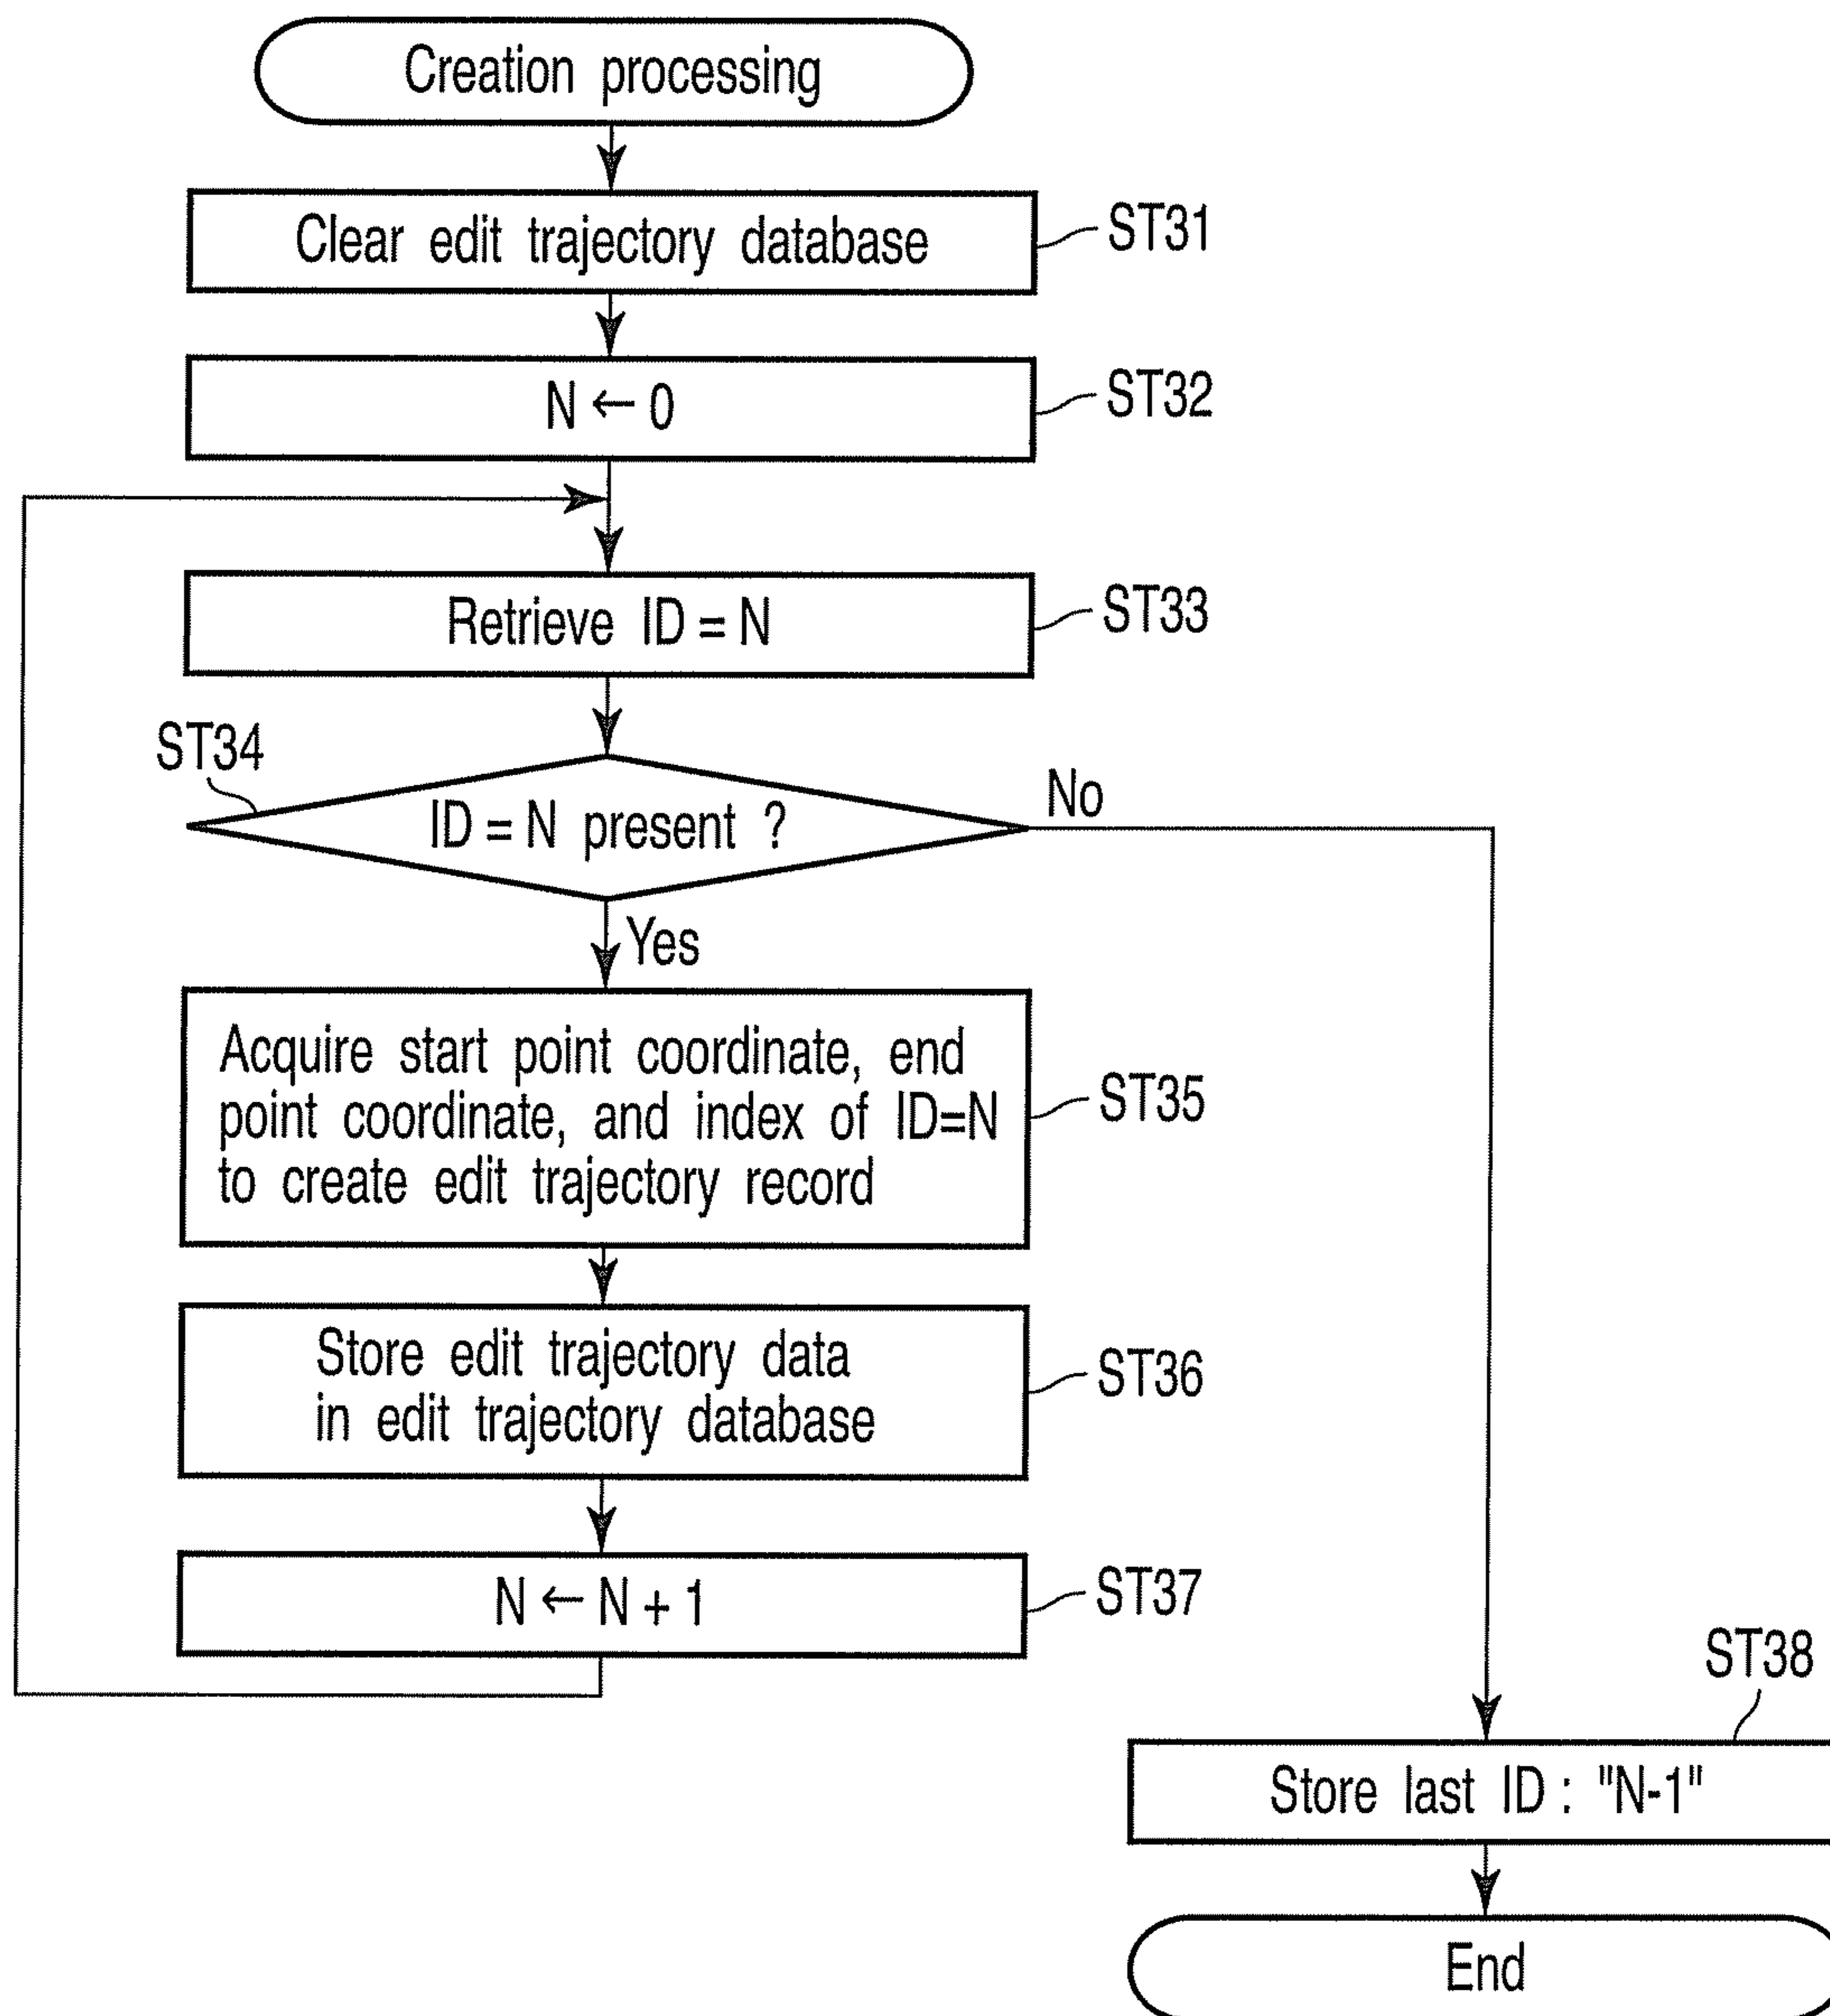 Creation processing
Clear edit trajectory database
ST31
N ← 0
ST32
Retrieve ID = N
ST33
ST34
ID = N present ?
No
Yes
Acquire start point coordinate, end
point coordinate, and index of ID=N
to create edit trajectory record
ST35
Store edit trajectory data
in edit trajectory database
ST36
N ← N + 1
ST37
ST38
Store last ID : "N-1"
End